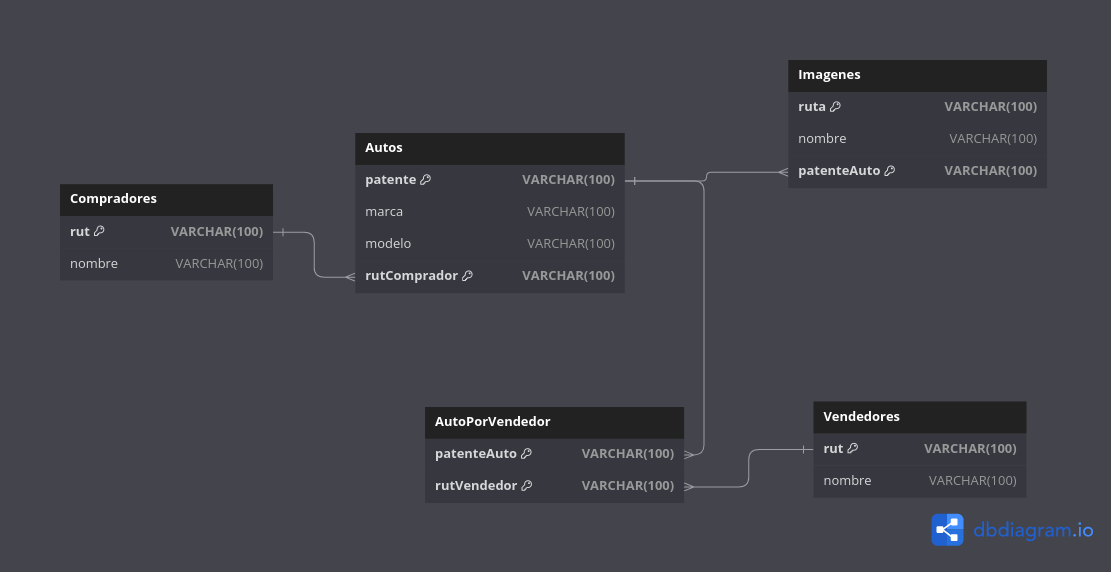 Imagenes
ruta VARCHAR(100)
nombre VARCHAR(100)
patenteAuto VARCHAR(100)
Autos
patente VARCHAR(100)
marca VARCHAR(100)
modelo VARCHAR(100)
rutComprador VARCHAR(100)
Compradores
rut VARCHAR(100)
nombre VARCHAR(100)
AutoPorVendedor
patenteAuto VARCHAR(100)
rutVendedor VARCHAR(100)
Vendedores
rut VARCHAR(100)
nombre VARCHAR(100)
dbdiagram.io